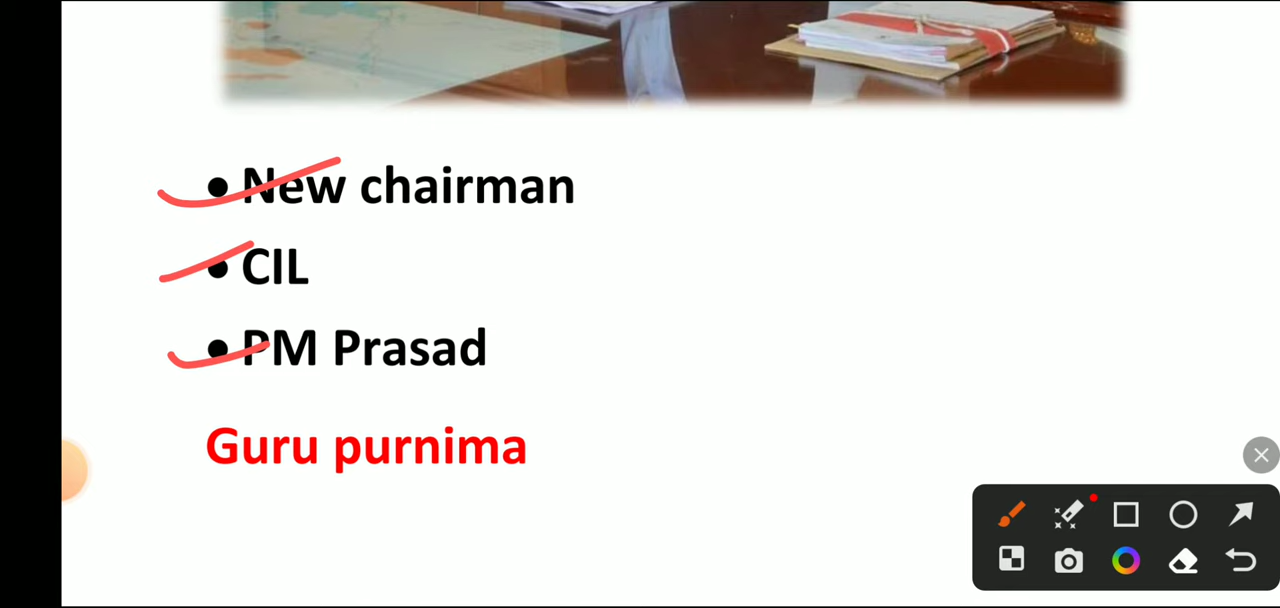 • New chairman
• CIL
• PM Prasad
Guru purnima